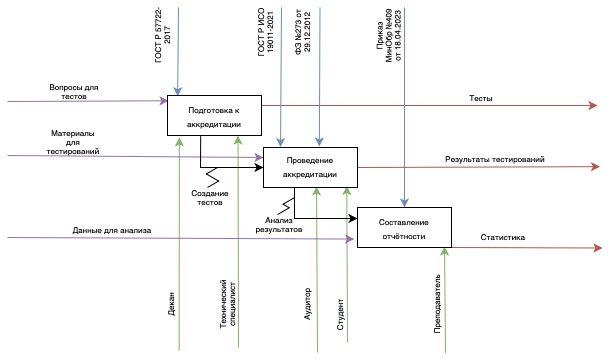 ГОСТ Р 57722-
2017
ГОСТ Р ИСО
19011-2021
ФЗ №273 от
29.12.2012
Приказ
МинОбр №409
от 18.04.2023
Вопросы для
тестов
Подготовка к
аккредитации
Тесты
Материалы
для
тестирований
Проведение
аккредитации
Результаты тестирований
Создание
тестов
Анализ
результатов
Составление
отчётности
Данные для анализа
Статистика
Декан
Технический
специалист
Аудитор
Студент
Преподаватель